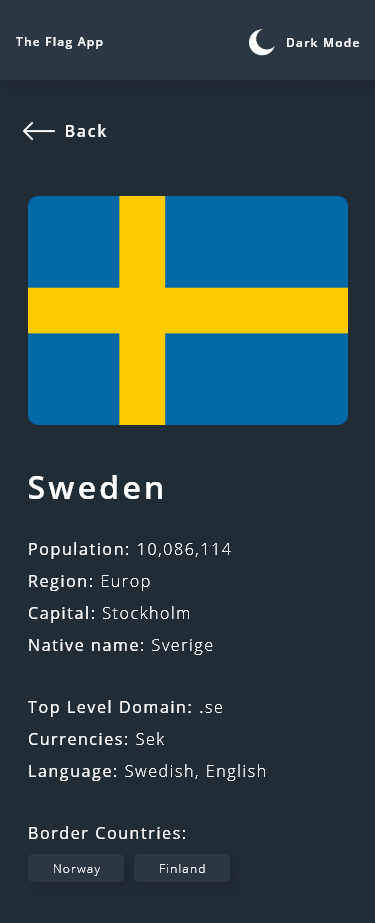 The Flag App
Dark Mode
Back
Sweden
Population: 10,086,114
Region: Europ
Capital: Stockholm
Native name: Sverige
Top Level Domain: .se
Currencies: Sek
Language: Swedish, English
Border Countries:
Norway Finland